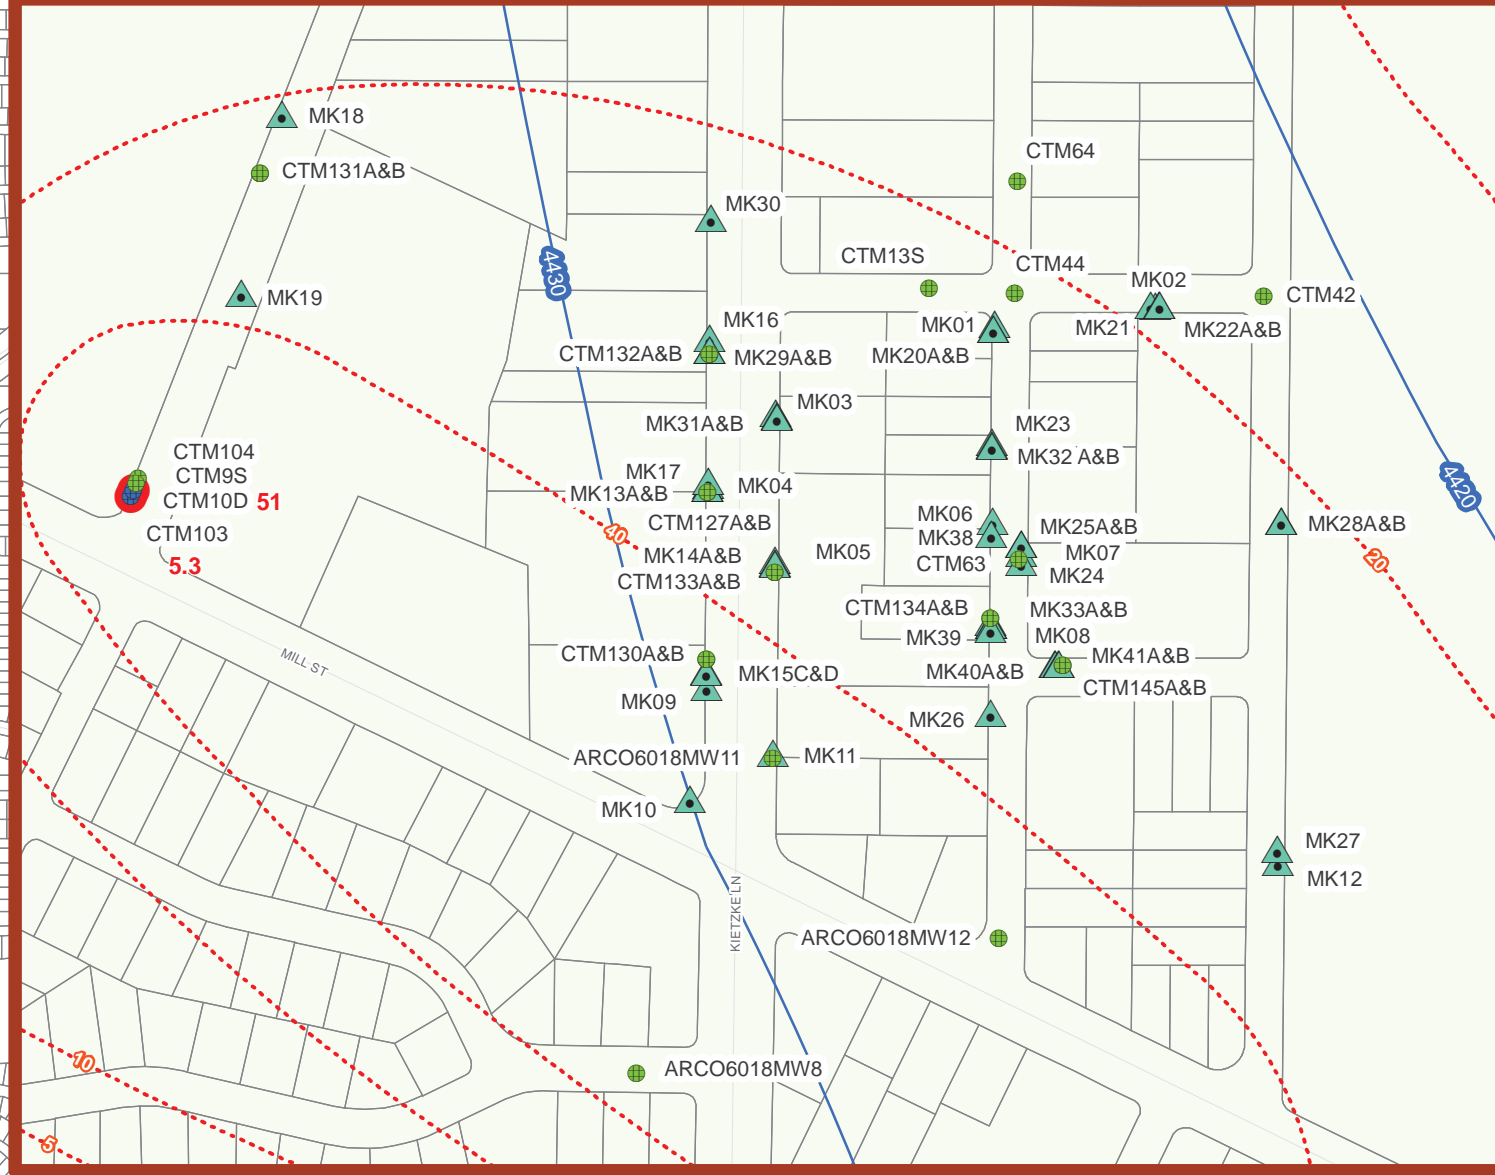 MK18
CTM131A&B
CTM64
MK30
CTM13S
4430
CTM44
MK02
MK19
CTM42
MK16
MK01
MK21
MK22A&B
CTM132A&B
MK29A&B
MK20A&B
MK03
MK31A&B
MK23
CTM104
MK32 A&B
CTM9S
MK17
MK04
4420
CTM10D 51
MK13A&B
MK06
CTM127A&B
MK25A&B
MK28A&B
CTM103
40
MK38
MK14A&B
MK05
MK07
5.3
CTM63
20
CTM133A&B
MK24
CTM134A&B
MK33A&B
MK39
MK08
CTM130A&B
MK41A&B
MILL ST
MK15C&D
MK40A&B
CTM145A&B
MK09
MK26
ARCO6018MW11
MK11
MK10
MK27
MK12
KIETZKE LN
ARCO6018MW12
10
ARCO6018MW8
5